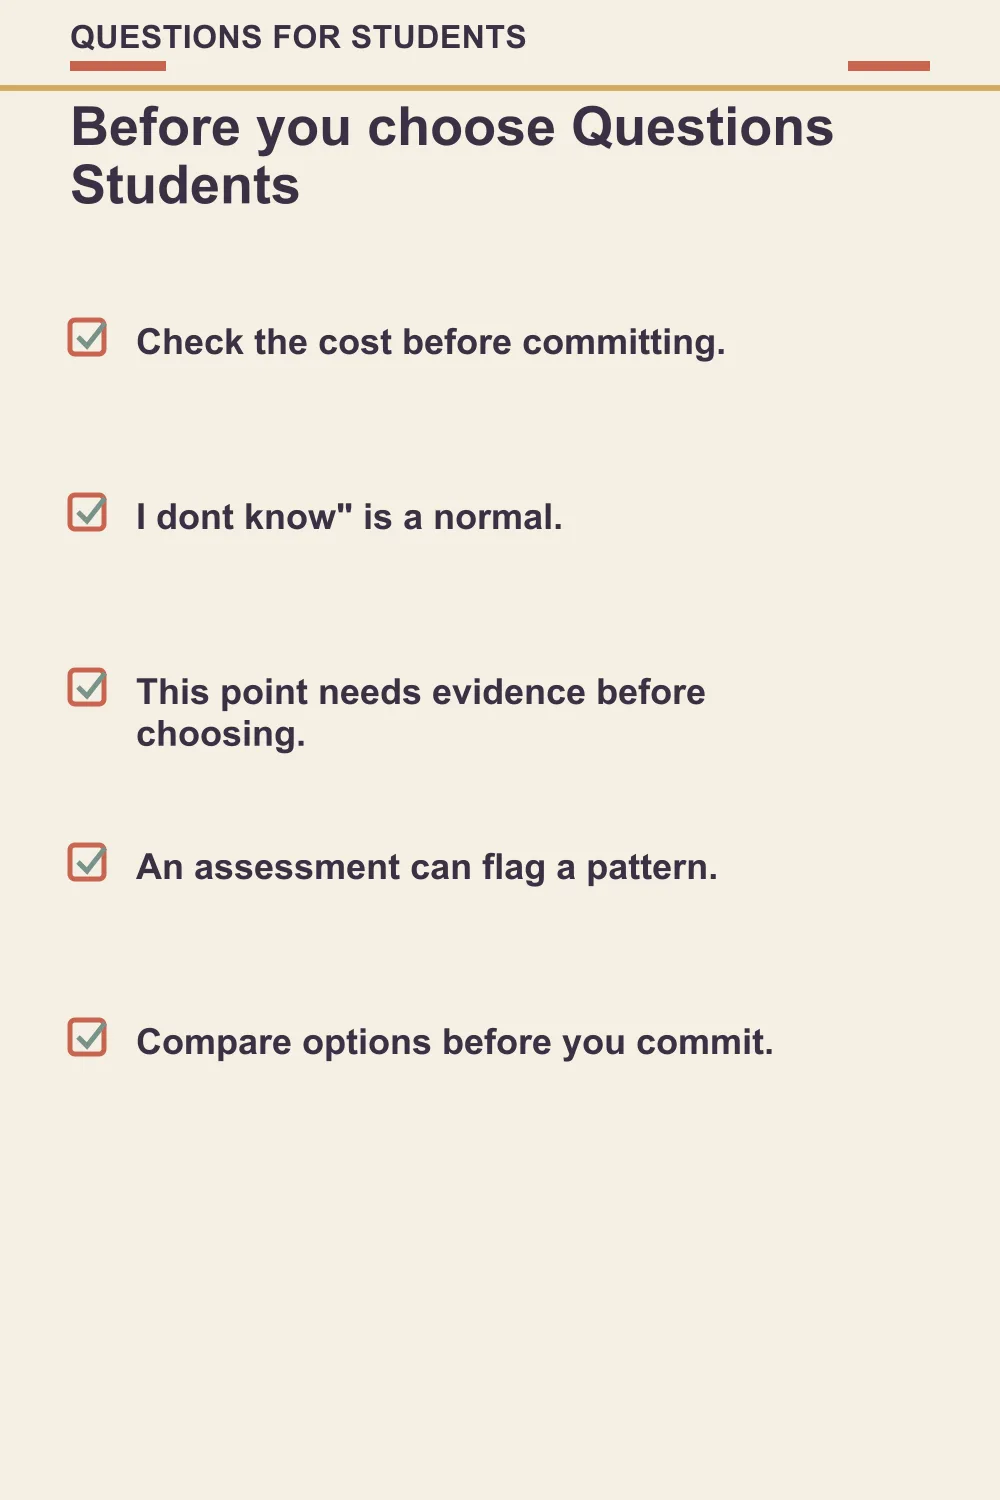 QUESTIONS FOR STUDENTS
Before you choose Questions
Students
Check the cost before committing.
I dont know" is a normal.
This point needs evidence before
choosing.
An assessment can flag a pattern.
Compare options before you commit.